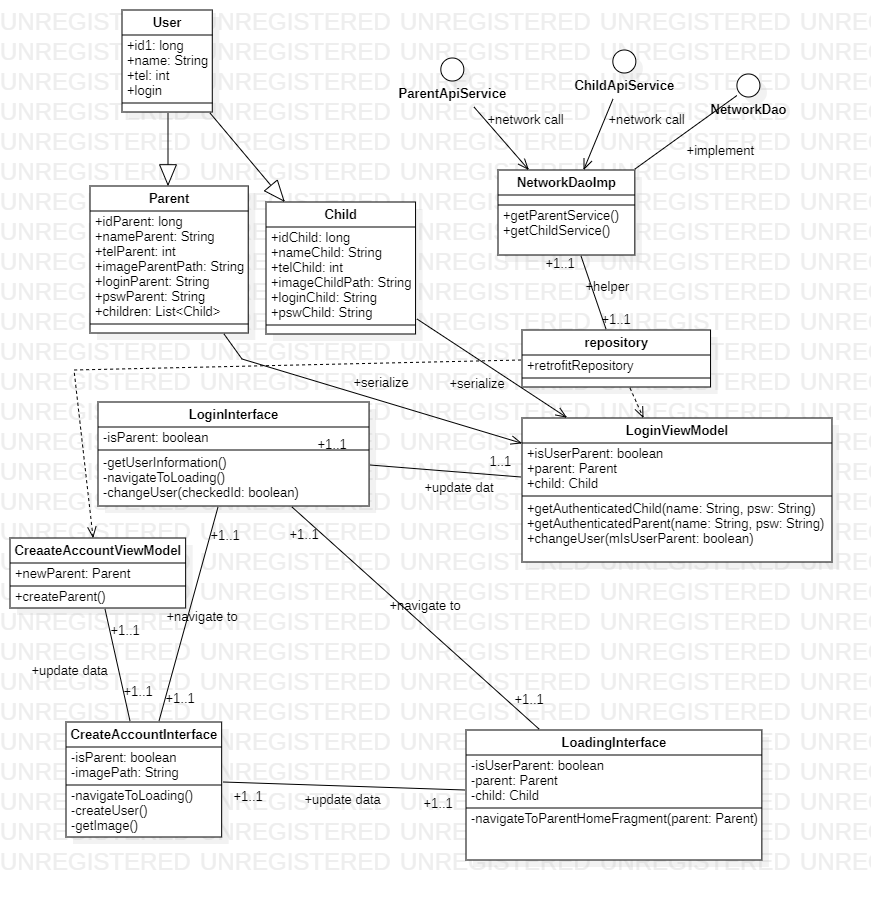 User
+id1: long
+name: String
+tel: int
+login
ParentApiService
ChildApiService
NetworkDao
+network call
+network call
+implement
NetworkDaoImp
+getParentService()
+getChildService()
Parent
+idParent: long
+nameParent: String
+telParent: int
+imageParentPath: String
+loginParent: String
+pswParent: String
+children: List<Child>
Child
+idChild: long
+nameChild: String
+telChild: int
+imageChildPath: String
+loginChild: String
+pswChild: String
+1..1
+helper
+1..1
repository
+retrofitRepository
+serialize
+serialize
LoginInterface
-isParent: boolean
+1..1
-getUserInformation()
-navigateToLoading()
-changeUser(checkedId: boolean)
1..1
+update dat
LoginViewModel
+isUserParent: boolean
+parent: Parent
+child: Child
+getAuthenticatedChild(name: String, psw: String)
+getAuthenticatedParent(name: String, psw: String)
+changeUser(mIsUserParent: boolean)
CreaateAccountViewModel
+newParent: Parent
+createParent()
+1..1
+1..1
+1..1
+navigate to
+navigate to
+update data
+1..1
+1..1
+1..1
CreateAccountInterface
-isParent: boolean
-imagePath: String
-navigateToLoading()
-createUser()
-getImage()
+1..1
+update data
+1..1
LoadingInterface
-isUserParent: boolean
-parent: Parent
-child: Child
-navigateToParentHomeFragment(parent: Parent)
UNREGISTERED